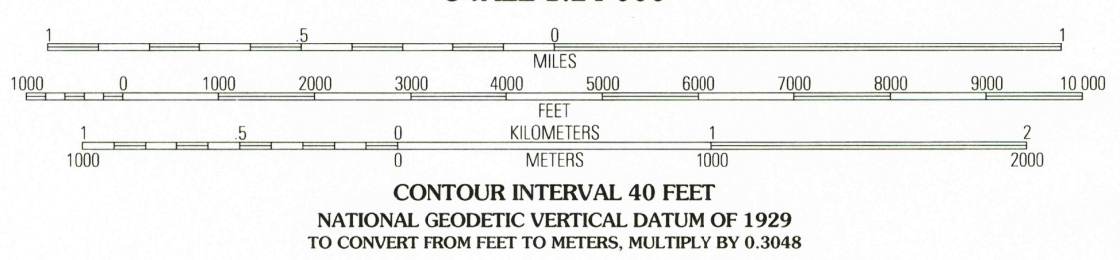 1 .5 0 1
MILES
1000 0 1000 2000 3000 4000 5000 6000 7000 8000 9000 10 000
FEET
1 .5 0 KILOMETERS 1 2
1000 0 METERS 1000 2000
CONTOUR INTERVAL 40 FEET
NATIONAL GEODETIC VERTICAL DATUM OF 1929
TO CONVERT FROM FEET TO METERS, MULTIPLY BY 0.3048